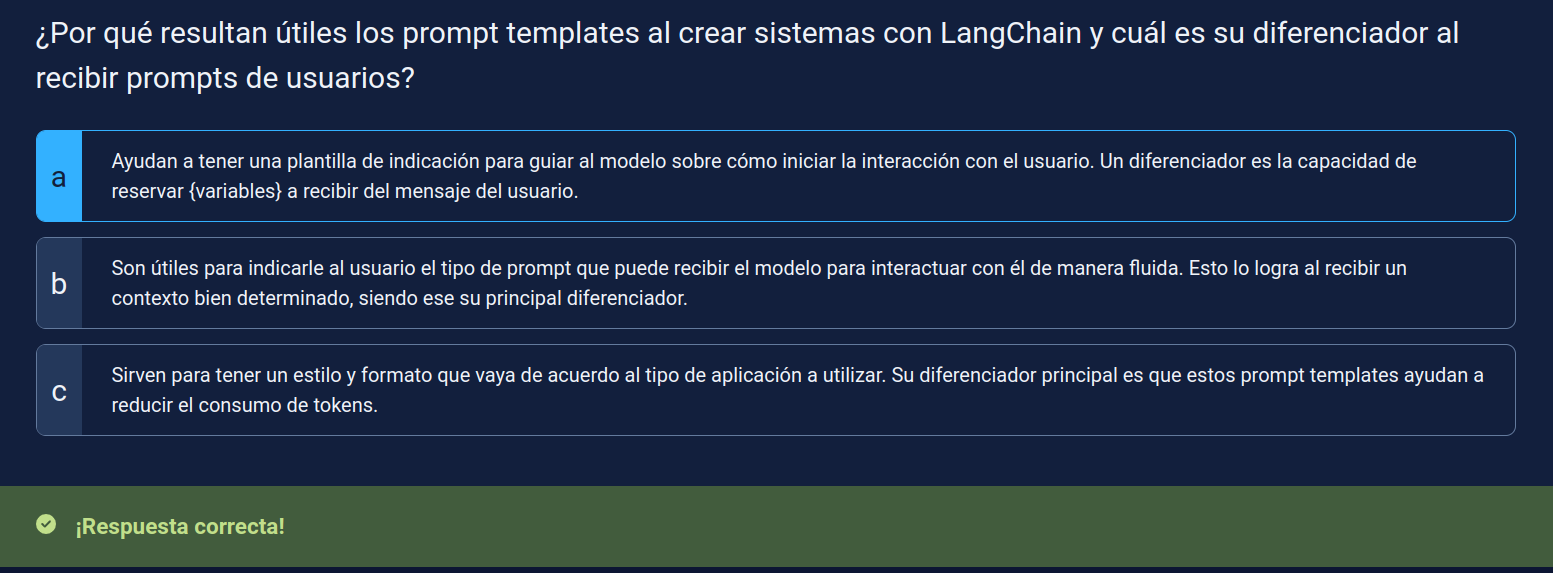 ¿Por qué resultan útiles los prompt templates al crear sistemas con LangChain y cuál es su diferenciador al
recibir prompts de usuarios?
a
Ayudan a tener una plantilla de indicación para guiar al modelo sobre cómo iniciar la interacción con el usuario. Un diferenciador es la capacidad de
reservar {variables} a recibir del mensaje del usuario.
b
Son útiles para indicarle al usuario el tipo de prompt que puede recibir el modelo para interactuar con él de manera fluida. Esto lo logra al recibir un
contexto bien determinado, siendo ese su principal diferenciador.
c
Sirven para tener un estilo y formato que vaya de acuerdo al tipo de aplicación a utilizar. Su diferenciador principal es que estos prompt templates ayudan a
reducir el consumo de tokens.
¡Respuesta correcta!